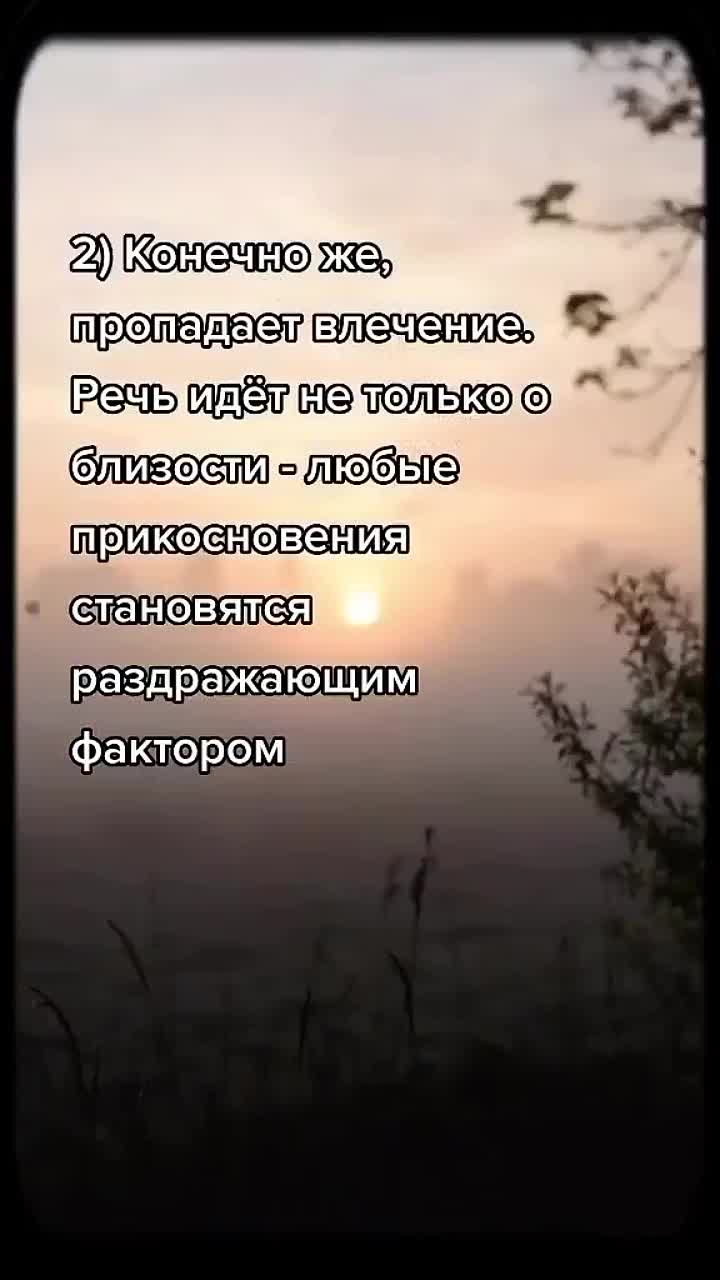 2) Конечно же,
пропадает влечение.
Речь идёт не только о
близости - любые
прикосновения
становятся
раздражающим
фактором